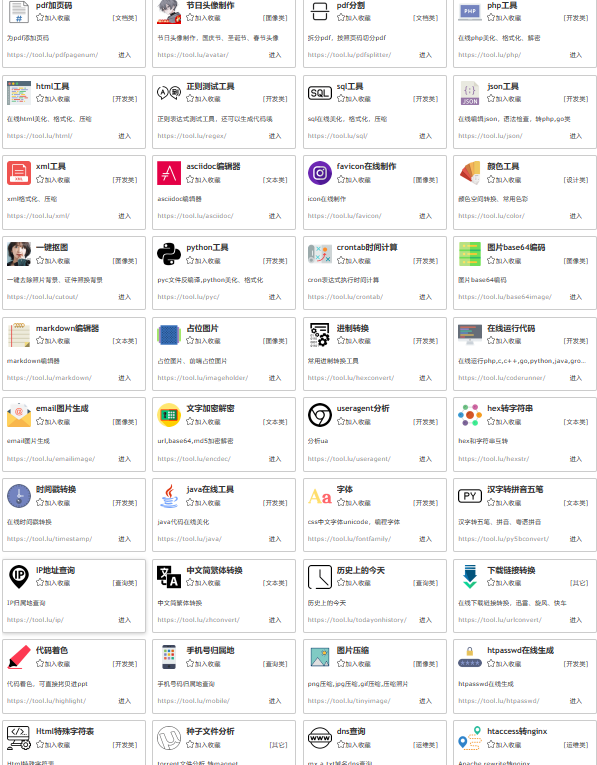 pdf加页码
加入收藏 [文档类]
为pdf添加页码
https://tool.lu/pdfpagenum/ 进入
节日头像制作
加入收藏 [图像类]
节日头像制作，国庆节、圣诞节、春节头像
https://tool.lu/avatar/ 进入
pdf分割
加入收藏 [文档类]
拆分pdf，按照页码切分pdf
https://tool.lu/pdfsplitter/ 进入
PHP
php工具
加入收藏 [开发类]
在线php美化、格式化、解密
https://tool.lu/php/ 进入
html工具
加入收藏 [开发类]
在线html美化、格式化、压缩
https://tool.lu/html/ 进入
正则测试工具
加入收藏 [开发类]
正则表达式测试工具，还可以生成代码哦
https://tool.lu/regex/ 进入
SQL
sql工具
加入收藏 [开发类]
sql在线美化，格式化，压缩
https://tool.lu/sql/ 进入
JSON
json工具
加入收藏 [开发类]
在线编辑json，语法检查，转php,go类
https://tool.lu/json/ 进入
XML
xml工具
加入收藏 [开发类]
xml格式化、压缩
https://tool.lu/xml/ 进入
asciidoc编辑器
加入收藏 [文本类]
asciidoc编辑器
https://tool.lu/asciidoc/ 进入
favicon在线制作
加入收藏 [图像类]
icon在线制作
https://tool.lu/favicon/ 进入
颜色工具
加入收藏 [设计类]
颜色空间转换、常用色彩
https://tool.lu/color/ 进入
一键抠图
加入收藏 [图像类]
一键去除照片背景、证件照换背景
https://tool.lu/cutout/ 进入
python工具
加入收藏 [开发类]
pyc文件反编译,python美化、格式化
https://tool.lu/pyc/ 进入
crontab时间计算
加入收藏 [开发类]
cron表达式执行时间计算
https://tool.lu/crontab/ 进入
图片base64编码
加入收藏 [图像类]
图片base64编码
https://tool.lu/base64image/ 进入
markdown编辑器
加入收藏 [文本类]
markdown编辑器
https://tool.lu/markdown/ 进入
占位图片
加入收藏 [图像类]
占位图片、前端占位图片
https://tool.lu/imageholder/ 进入
进制转换
加入收藏 [开发类]
常用进制转换工具
https://tool.lu/hexconvert/ 进入
在线运行代码
加入收藏 [开发类]
在线运行php,c,c++,go,python,java,gro...
https://tool.lu/coderunner/ 进入
email图片生成
加入收藏 [图像类]
email图片生成
https://tool.lu/emailimage/ 进入
文字加密解密
加入收藏 [文本类]
url,base64,md5加密解密
https://tool.lu/encdec/ 进入
useragent分析
加入收藏 [开发类]
分析ua
https://tool.lu/useragent/ 进入
hex转字符串
加入收藏 [文本类]
hex和字符串互转
https://tool.lu/hexstr/ 进入
时间戳转换
加入收藏 [开发类]
在线时间戳转换
https://tool.lu/timestamp/ 进入
java在线工具
加入收藏 [开发类]
java代码在线美化
https://tool.lu/java/ 进入
Aa
字体
加入收藏 [开发类]
css中文字体unicode，编程字体
https://tool.lu/fontfamily/ 进入
PY
汉字转拼音五笔
加入收藏 [文本类]
汉字转五笔、拼音、粤语拼音
https://tool.lu/py5bconvert/ 进入
IP
IP地址查询
加入收藏 [查询类]
IP归属地查询
https://tool.lu/ip/ 进入
中文简繁体转换
加入收藏 [文本类]
中文简繁体转换
https://tool.lu/zhconvert/ 进入
历史上的今天
加入收藏 [查询类]
历史上的今天
https://tool.lu/todayonhistory/ 进入
下载链接转换
加入收藏 [其它]
在线下载链接转换，迅雷、旋风、快车
https://tool.lu/urlconvert/ 进入
代码着色
加入收藏 [开发类]
代码着色、可直接拷贝进ppt
https://tool.lu/highlight/ 进入
手机号归属地
加入收藏 [查询类]
手机号码归属地查询
https://tool.lu/mobile/ 进入
图片压缩
加入收藏 [图像类]
png压缩,jpg压缩,gif压缩,压缩照片
https://tool.lu/tinyimage/ 进入
htpasswd在线生成
加入收藏 [开发类]
htpasswd在线生成
https://tool.lu/htpasswd/ 进入
Html特殊字符表
加入收藏 [开发类]
Html特殊字符表
种子文件分析
加入收藏 [其它]
torrent文件分析,转magnet
WWW
dns查询
加入收藏 [运维类]
mx,a,txt域名dns查询
htaccess转nginx
加入收藏 [运维类]
Apache rewrite转nginx